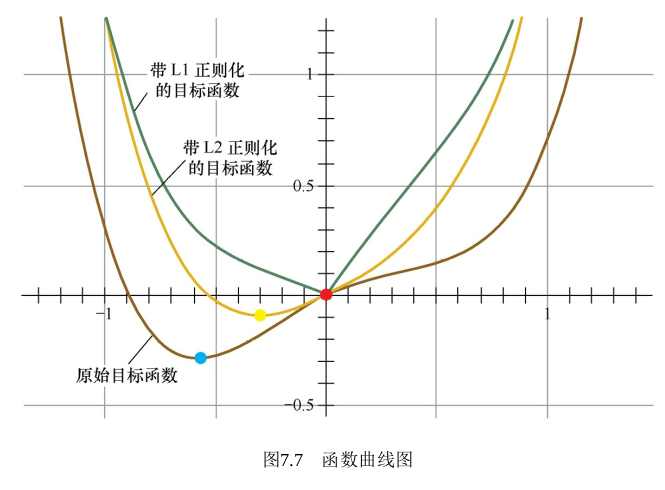 带 L1 正则化
的目标函数
1
带 L2 正则化
的目标函数
0.5
−1
1
原始目标函数
−0.5
图7.7 函数曲线图